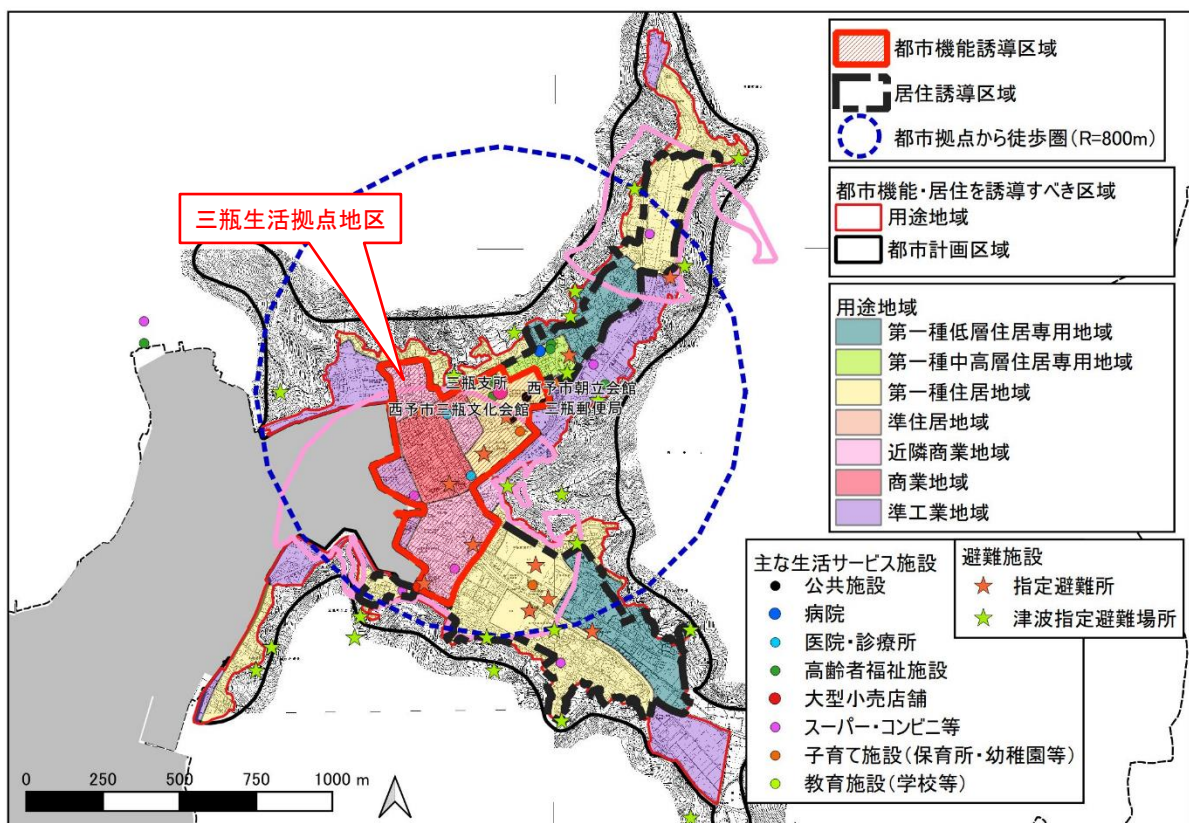 都市機能誘導区域
居住誘導区域
都市拠点から徒歩圏(R=800m)
都市機能・居住を誘導すべき区域
用途地域
都市計画区域
三瓶生活拠点地区
用途地域
第一種低層住居専用地域
第一種中高層住居専用地域
第一種住居地域
準住居地域
近隣商業地域
商業地域
準工業地域
三瓶支所
西予市朝立会館
西予市三瓶文化会館
三瓶郵便局
主な生活サービス施設
公共施設
病院
医院・診療所
高齢者福祉施設
大型小売店舗
スーパー・コンビニ等
子育て施設(保育所・幼稚園等)
教育施設(学校等)
避難施設
指定避難所
津波指定避難場所
0 250 500 750 1000 m